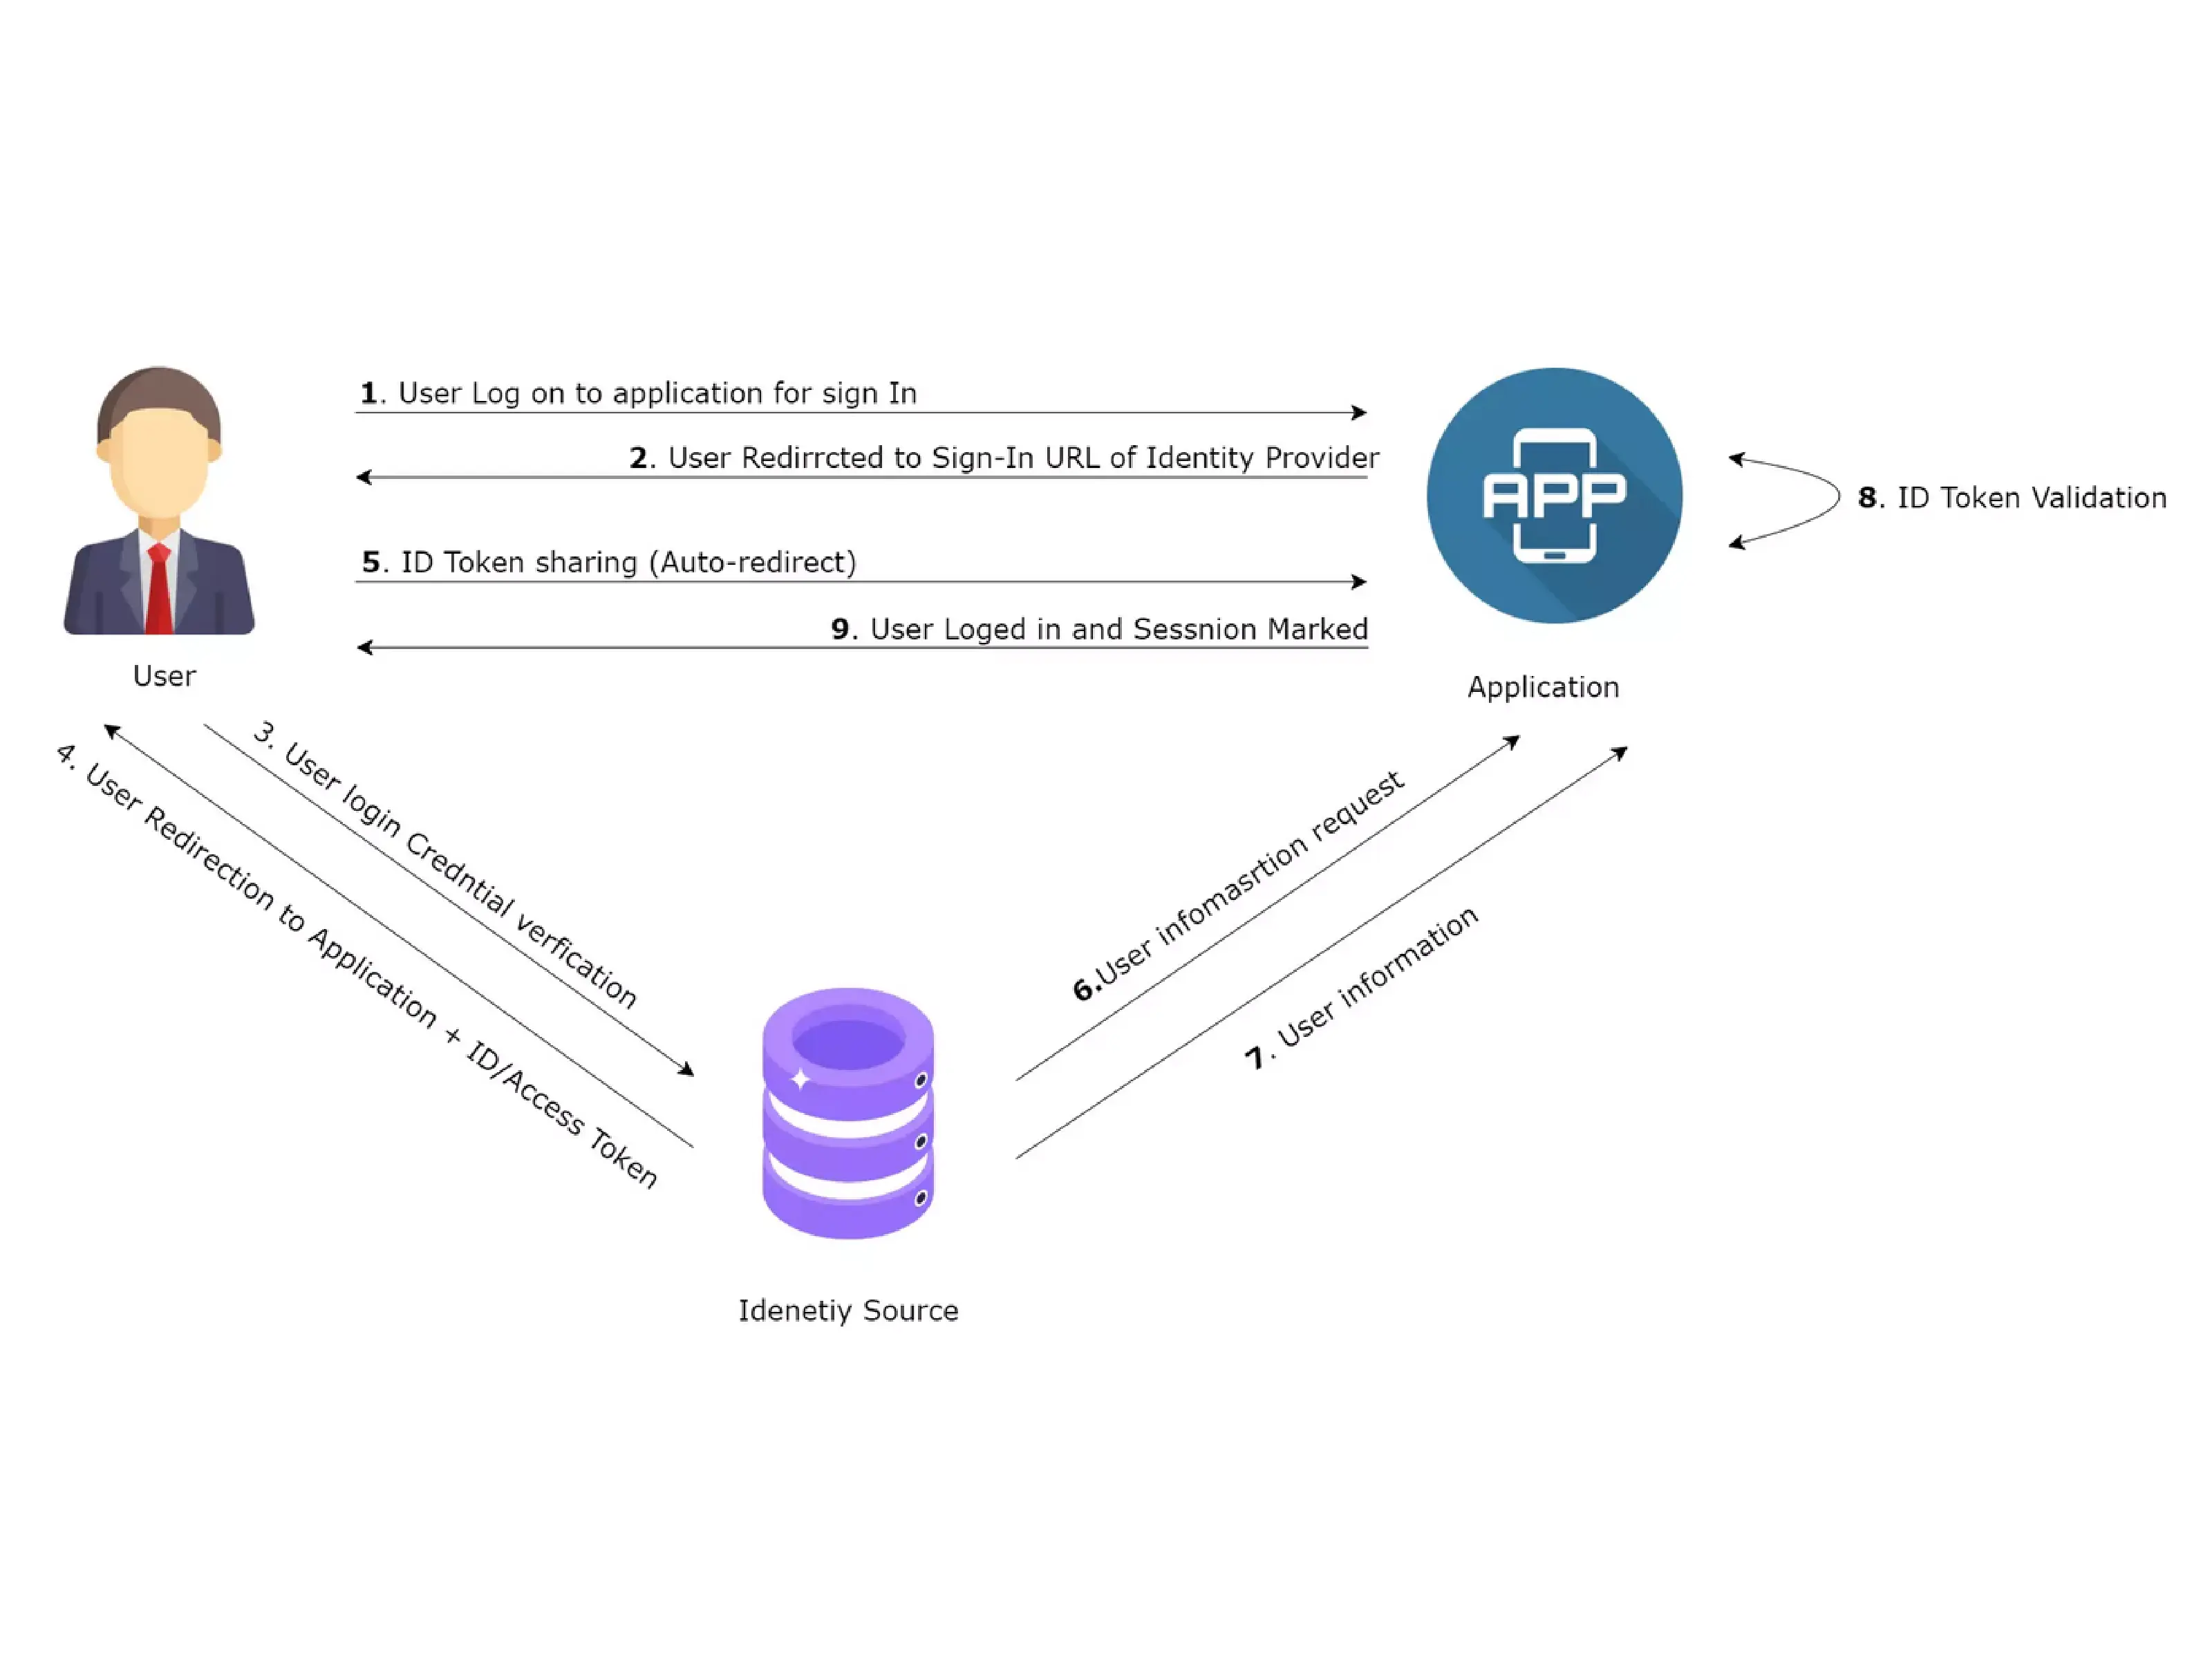 1. User Log on to application for sign In
2. User Redirrcted to Sign-In URL of Identity Provider
APP
8. ID Token Validation
5. ID Token sharing (Auto-redirect)
9. User Loged in and Sessnion Marked
User
Application
3. User login Credntial verfication
4. User Redirection to Application + ID/Access Token
6.User infomasrtion request
7. User information
Idenetiy Source